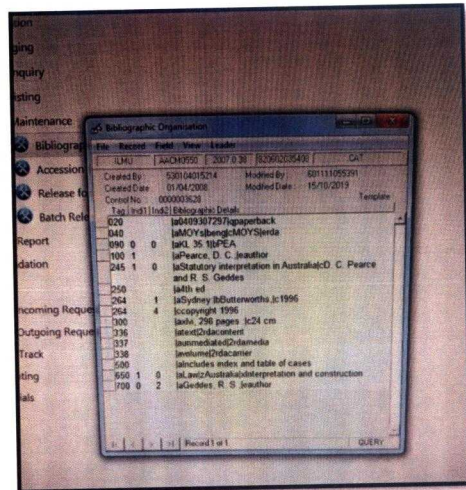 tion
ging
nquiry
isting
Maintenance
Bibliograp
Accession
Release fo
Batch Rele
Report
dation
ncoming Reque
Outgoing Reque
Track
ting
als
Bibliographic Organisation
File Record Field View Leader
ILMU AACM0550 2007.0.38 CAT
Created By 530104015214 Modified By 601111055391
Created Date 01/04/2008 Modified Date 15/10/2019
Control No. 0000003628 Template
Tag Ind1 Ind2 Bibliographic Details
020 |a0409307297|qpaperback
040 |aMOYs|beng|cMOYS|erda
090 0 0 |aKL 35.1|bPEA
100 1 |aPearce, D. C. |eauthor
245 1 0 |aStatutory interpretation in Australia|cD. C. Pearce
and R. S. Geddes
250 |a4th ed
264 1 |aSydney |bButterworths,|c1996
264 4 |ccopyright 1996
300 |axlvi, 298 pages |c24 cm
336 |atext|2rdacontent
337 |aunmediated|2rdamedia
338 |avolume|2rdacarrier
500 |aIncludes index and table of cases
650 1 0 |aLaw|zAustralia|xInterpretation and construction
700 0 2 |aGeddes, R. S. |eauthor
Record 1 of 1 QUERY